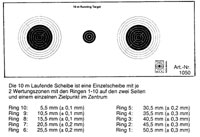 10 m Running Target
Art.-Nr.
1050
Die 10 m Laufende Scheibe ist eine Einzelscheibe mit je
2 Wertungszonen mit den Ringen 1-10 auf den zwei Seiten
und einem einzelnen Zielpunkt im Zentrum
Ring 10: 5,5 mm (± 0,1 mm) Ring 5: 30,5 mm (± 0,2 mm)
Ring 9: 10,5 mm (± 0,1 mm) Ring 4: 35,5 mm (± 0,2 mm)
Ring 8: 15,5 mm (± 0,1 mm) Ring 3: 40,5 mm (± 0,2 mm)
Ring 7: 20,5 mm (± 0,1 mm) Ring 2: 45,5 mm (± 0,3 mm)
Ring 6: 25,5 mm (± 0,2 mm) Ring 1: 50,5 mm (± 0,3 mm)